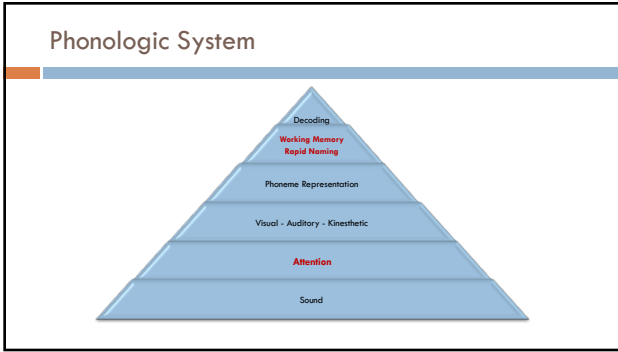 Phonologic System
Decoding
Working Memory
Rapid Naming
Phoneme Representation
Visual - Auditory - Kinesthetic
Attention
Sound